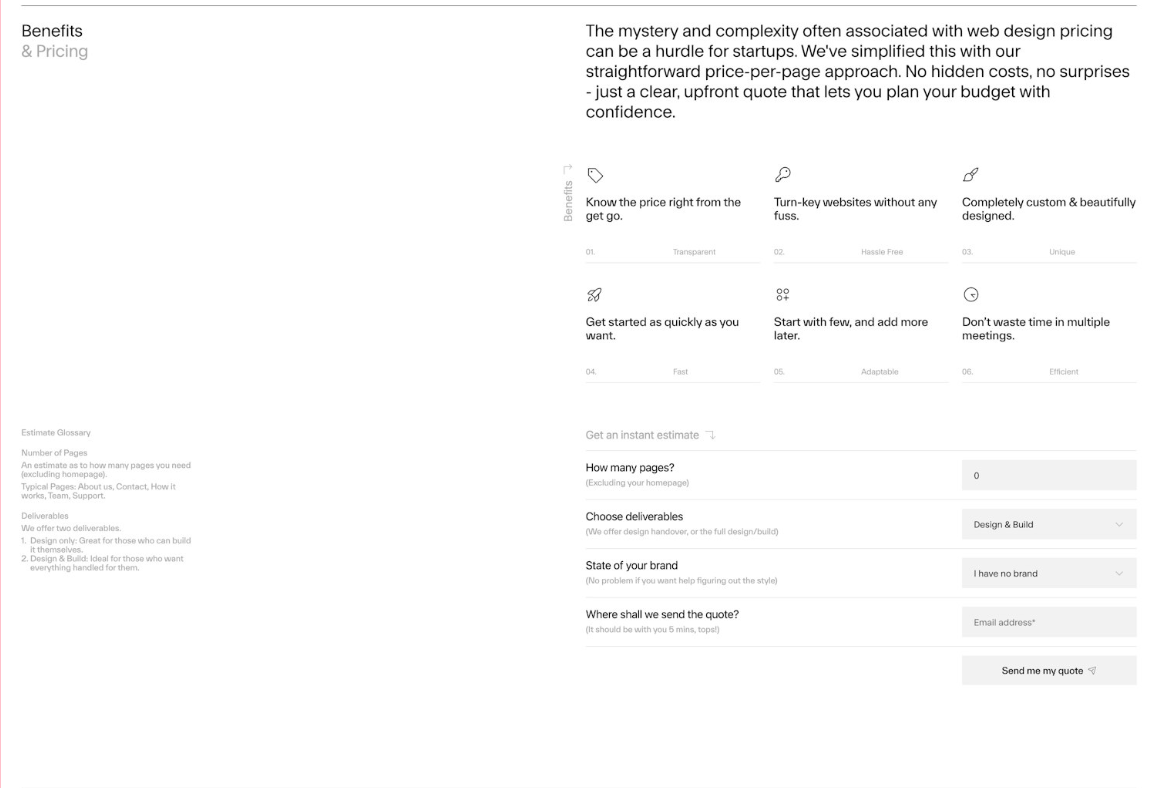 Benefits
& Pricing
The mystery and complexity often associated with web design pricing
can be a hurdle for startups. We've simplified this with our
straightforward price-per-page approach. No hidden costs, no surprises
- just a clear, upfront quote that lets you plan your budget with
confidence.
Benefits
Know the price right from the
get go.
01.
Transparent
Turn-key websites without any
fuss.
02.
Hassle Free
Completely custom & beautifully
designed.
03.
Unique
Get started as quickly as you
want.
04.
Fast
Start with few, and add more
later.
05.
Adaptable
Don't waste time in multiple
meetings.
06.
Efficient
Estimate Glossary
Number of Pages
An estimate as to how many pages you need
(excluding homepage).
Typical Pages: About us, Contact, How it
works, Team, Support.
Deliverables
We offer two deliverables.
1. Design only: Great for those who can build
it themselves.
2. Design & Build: Ideal for those who want
everything handled for them.
Get an instant estimate
How many pages?
(Excluding your homepage)
0
Choose deliverables
(We offer design handover, or the full design/build)
Design & Build
State of your brand
(No problem if you want help figuring out the style)
I have no brand
Where shall we send the quote?
(It should be with you 5 mins, tops!)
Email address*
Send me my quote